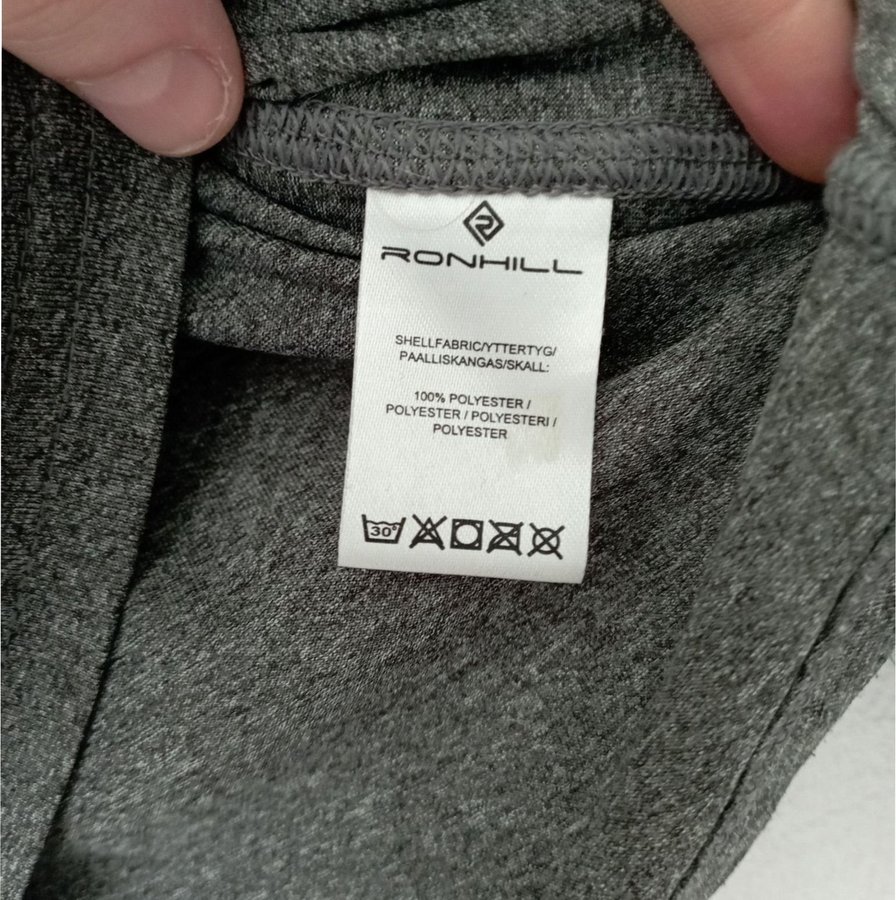 RONHILL
SHELLFABRIC/YTTERTYG/
PAALLISKANGAS/SKALL:
100% POLYESTER /
POLYESTER / POLYESTERI /
POLYESTER
30°